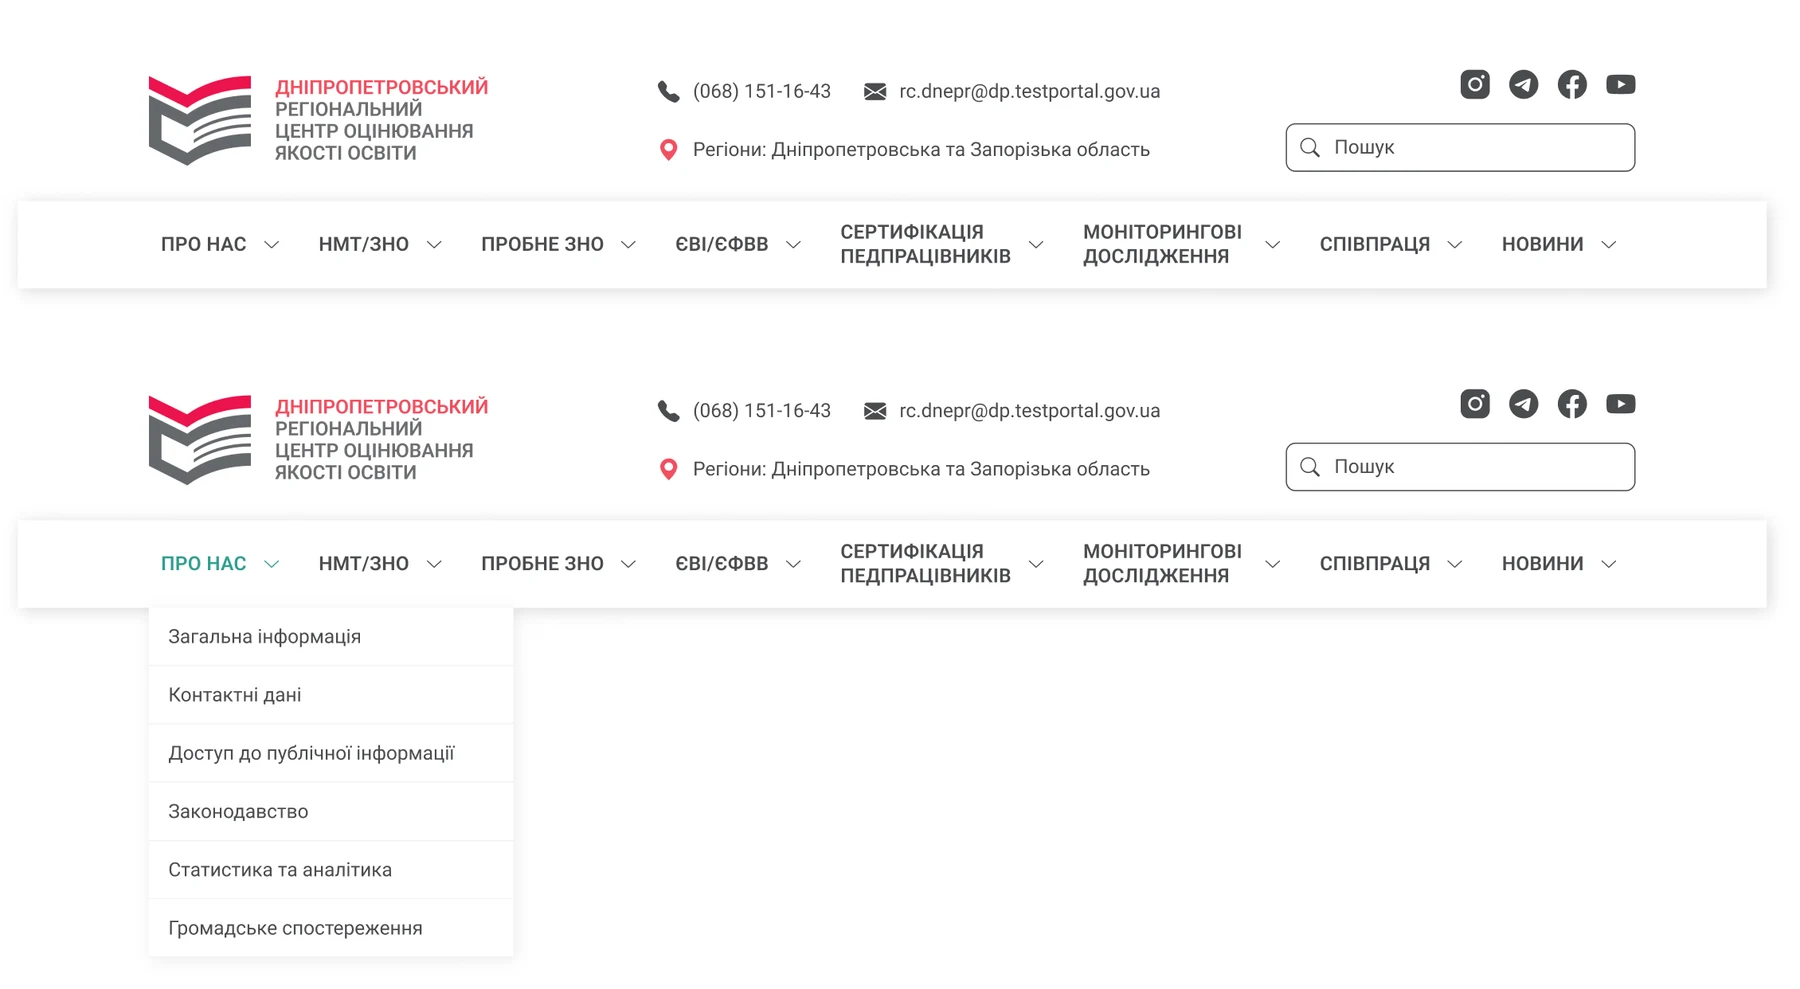 ДНІПРОПЕТРОВСЬКИЙ
РЕГІОНАЛЬНИЙ
ЦЕНТР ОЦІНЮВАННЯ
ЯКОСТІ ОСВІТИ
(068) 151-16-43
rc.dnepr@dp.testportal.gov.ua
Регіони: Дніпропетровська та Запорізька область
Пошук
ПРО НАС
НМТ/ЗНО
ПРОБНЕ ЗНО
ЄВІ/ЄФВВ
СЕРТИФІКАЦІЯ
ПЕДПРАЦІВНИКІВ
МОНІТОРИНГОВІ
ДОСЛІДЖЕННЯ
СПІВПРАЦЯ
НОВИНИ
ДНІПРОПЕТРОВСЬКИЙ
РЕГІОНАЛЬНИЙ
ЦЕНТР ОЦІНЮВАННЯ
ЯКОСТІ ОСВІТИ
(068) 151-16-43
rc.dnepr@dp.testportal.gov.ua
Регіони: Дніпропетровська та Запорізька область
Пошук
ПРО НАС
НМТ/ЗНО
ПРОБНЕ ЗНО
ЄВІ/ЄФВВ
СЕРТИФІКАЦІЯ
ПЕДПРАЦІВНИКІВ
МОНІТОРИНГОВІ
ДОСЛІДЖЕННЯ
СПІВПРАЦЯ
НОВИНИ
Загальна інформація
Контактні дані
Доступ до публічної інформації
Законодавство
Статистика та аналітика
Громадське спостереження